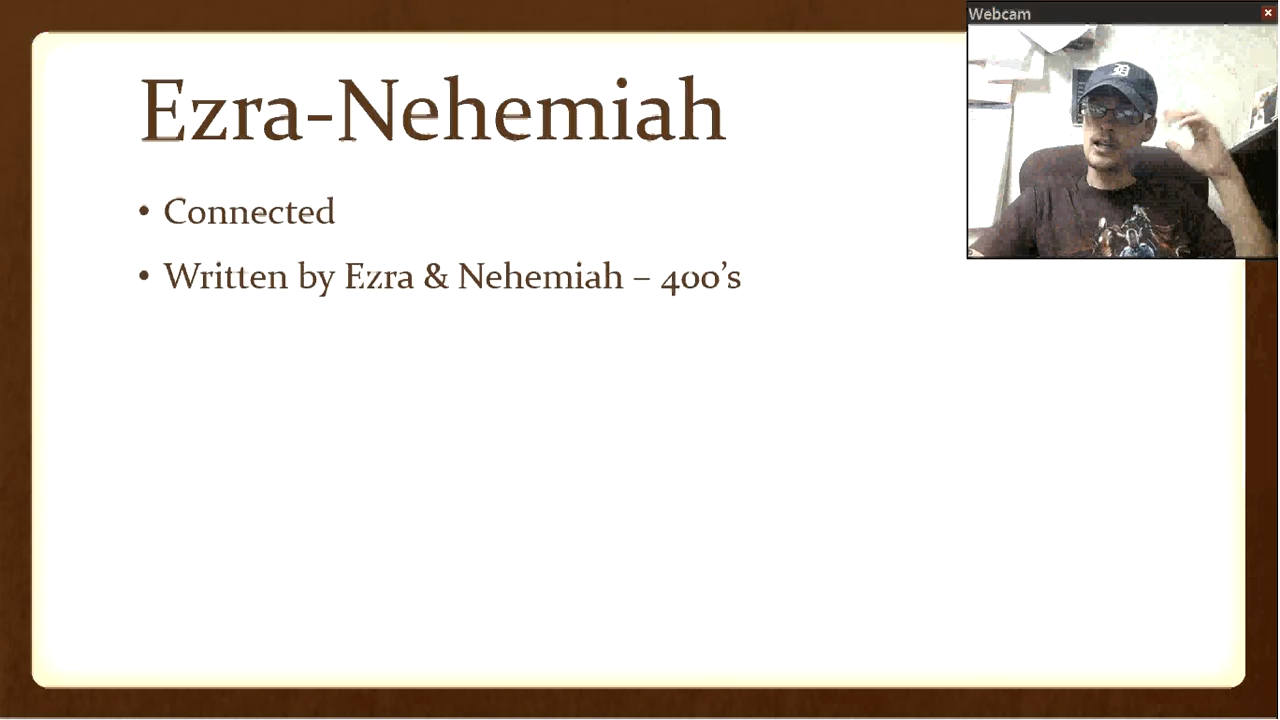 Webcam
Ezra-Nehemiah
• Connected
• Written by Ezra & Nehemiah – 400's
D